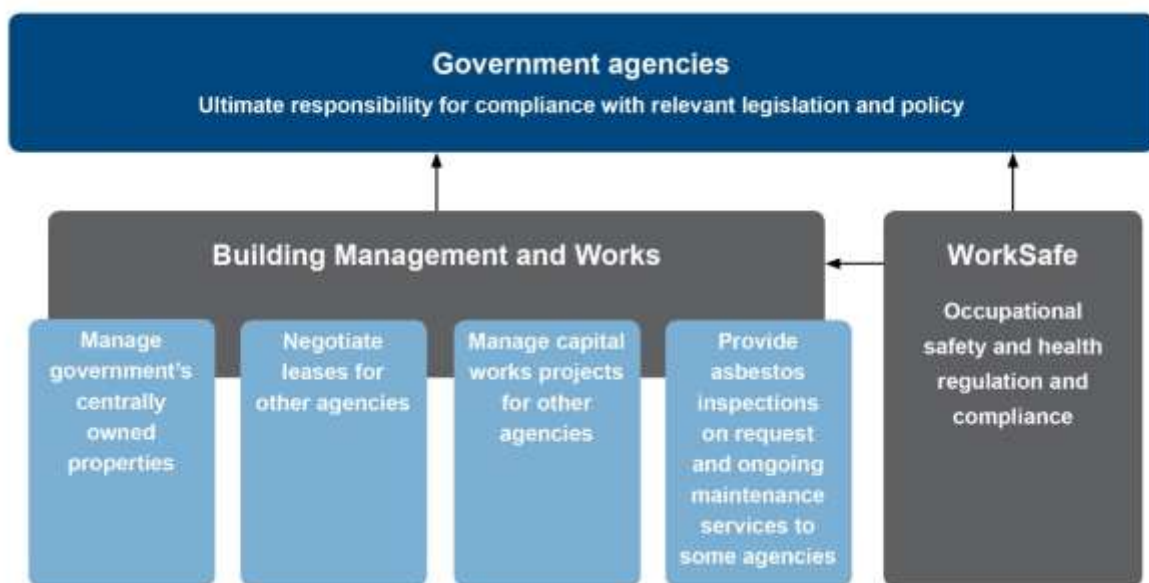 Government agencies
Ultimate responsibility for compliance with relevant legislation and policy
Building Management and Works
Manage
government's
centrally
owned
properties
Negotiate
leases for
other agencies
Manage capital
works projects
for other
agencies
Provide
asbestos
inspections
on request
and ongoing
maintenance
services to
some agencies
WorkSafe
Occupational
safety and health
regulation and
compliance